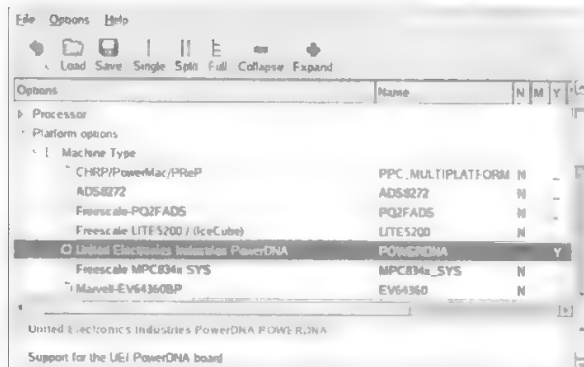 File Options Help
Load Save Single Split Full Collapse Expand
Options Name N M Y
Processor
Platform options
Machine Type
CHRP/PowerMac/PReP PPC_MULTIPLATFORM N _
ADS8272 ADS8272 N _
Freescale-PQ2FADS PQ2FADS N _
Freescale LITE5200 / (IceCube) LITE5200 N _
United Electronics Industries PowerDNA POWERDNA Y
Freescale MPC834x SYS MPC834x_SYS N _
Marvell-EV64360BP EV64360 N _
United Electronics Industries PowerDNA POWERDNA
Support for the UEI PowerDNA board